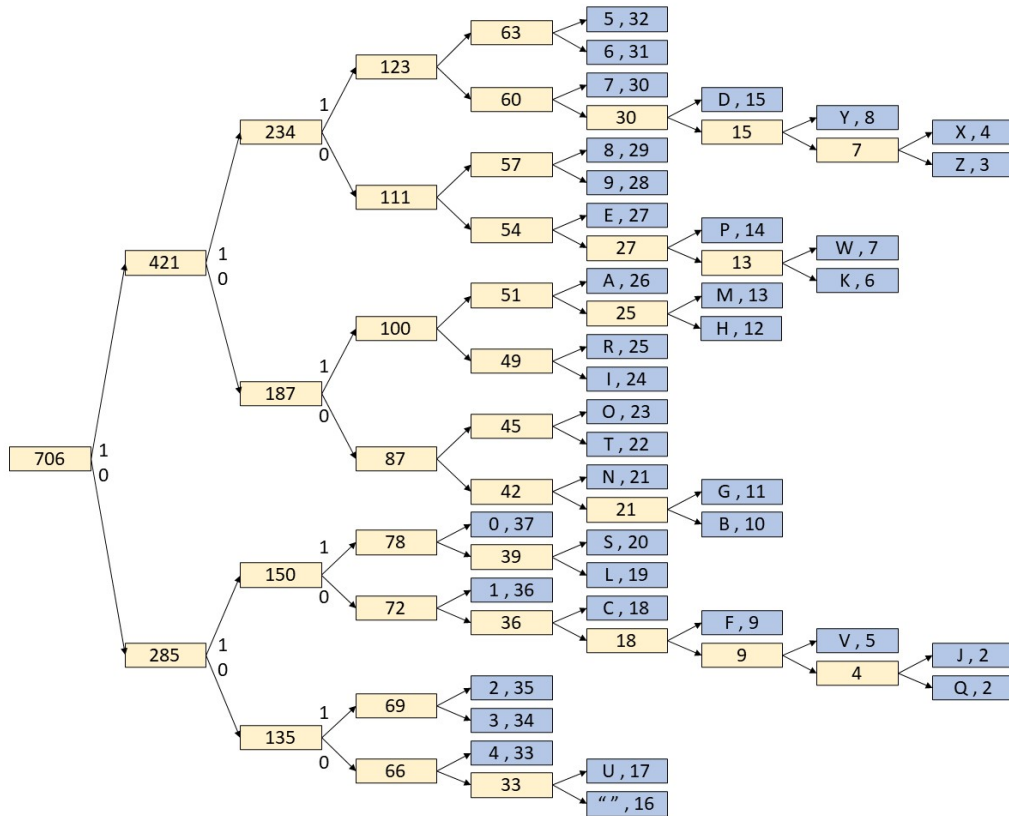 5 , 32
63
6 , 31
123
7 , 30
60
D , 15
30
Y , 8
1
15
X , 4
234
7
0
Z , 3
8 , 29
57
9 , 28
111
E , 27
54
P , 14
27
W , 7
1
13
421
0
K , 6
A , 26
51
M , 13
25
100
H , 12
R , 25
49
1
I , 24
187
0
O , 23
45
T , 22
1
87
706
0
N , 21
42
G , 11
21
0 , 37
B , 10
78
1
S , 20
39
150
L , 19
0
1 , 36
72
C , 18
36
F , 9
18
1
V , 5
285
9
0
J , 2
4
2 , 35
Q , 2
69
1
3 , 34
135
0
4 , 33
66
U , 17
33
“ ” , 16